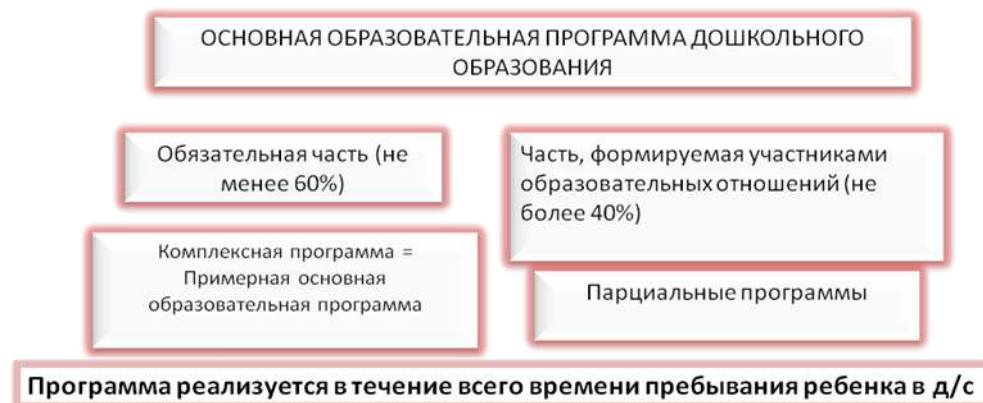 ОСНОВНАЯ ОБРАЗОВАТЕЛЬНАЯ ПРОГРАММА ДОШКОЛЬНОГО
ОБРАЗОВАНИЯ
Обязательная часть (не
менее 60%)
Часть, формируемая участниками
образовательных отношений (не
более 40%)
Комплексная программа =
Примерная основная
образовательная программа
Парциальные программы
Программа реализуется в течение всего времени пребывания ребенка в д/с